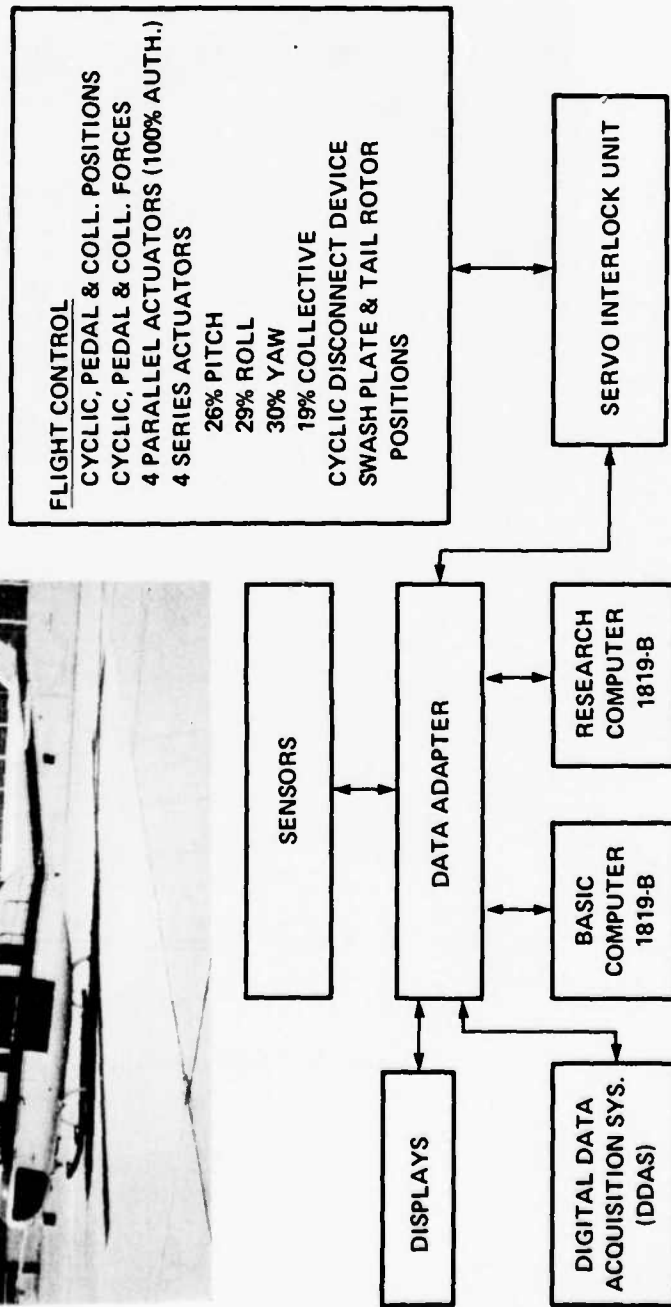 FLIGHT CONTROL
CYCLIC, PEDAL & COLL. POSITIONS
CYCLIC, PEDAL & COLL. FORCES
4 PARALLEL ACTUATORS (100% AUTH.)
4 SERIES ACTUATORS
26% PITCH
29% ROLL
30% YAW
19% COLLECTIVE
CYCLIC DISCONNECT DEVICE
SWASH PLATE & TAIL ROTOR
POSITIONS
SENSORS
DISPLAYS
DATA ADAPTER
SERVO INTERLOCK UNIT
DIGITAL DATA
ACQUISITION SYS.
(DDAS)
BASIC
COMPUTER
1819-B
RESEARCH
COMPUTER
1819-B